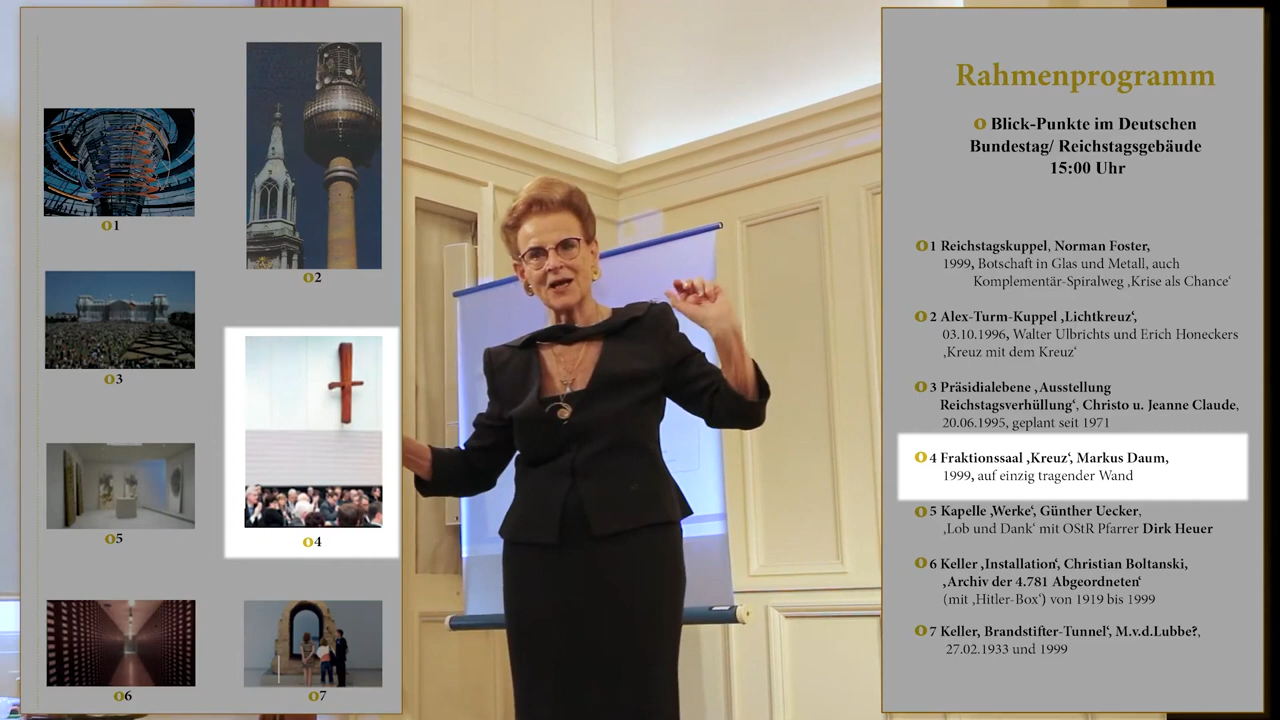 1
2
3
4
5
6
7
Rahmenprogramm
Blick-Punkte im Deutschen
Bundestag/ Reichstagsgebäude
15:00 Uhr
1 Reichstagskuppel, Norman Foster,
1999, Botschaft in Glas und Metall, auch
Komplementär-Spiralweg ‚Krise als Chance‘
2 Alex-Turm-Kuppel ‚Lichtkreuz‘,
03.10.1996, Walter Ulbrichts und Erich Honeckers
‚Kreuz mit dem Kreuz‘
3 Präsidialebene ‚Ausstellung
Reichstagsverhüllung‘, Christo u. Jeanne Claude,
20.06.1995, geplant seit 1971
4 Fraktionssaal ‚Kreuz‘, Markus Daum,
1999, auf einzig tragender Wand
5 Kapelle ‚Werke‘, Günther Uecker,
‚Lob und Dank‘ mit OStR Pfarrer Dirk Heuer
6 Keller ‚Installation‘, Christian Boltanski,
‚Archiv der 4.781 Abgeordneten‘
(mit ‚Hitler-Box‘) von 1919 bis 1999
7 Keller, Brandstifter-Tunnel‘, M.v.d.Lubbe?,
27.02.1933 und 1999